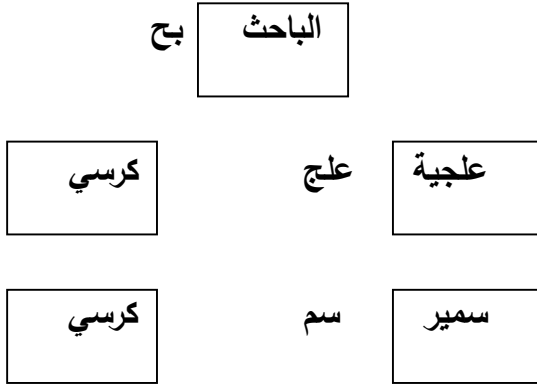 الباحث بح
علجية علج كرسي
سمير سم كرسي